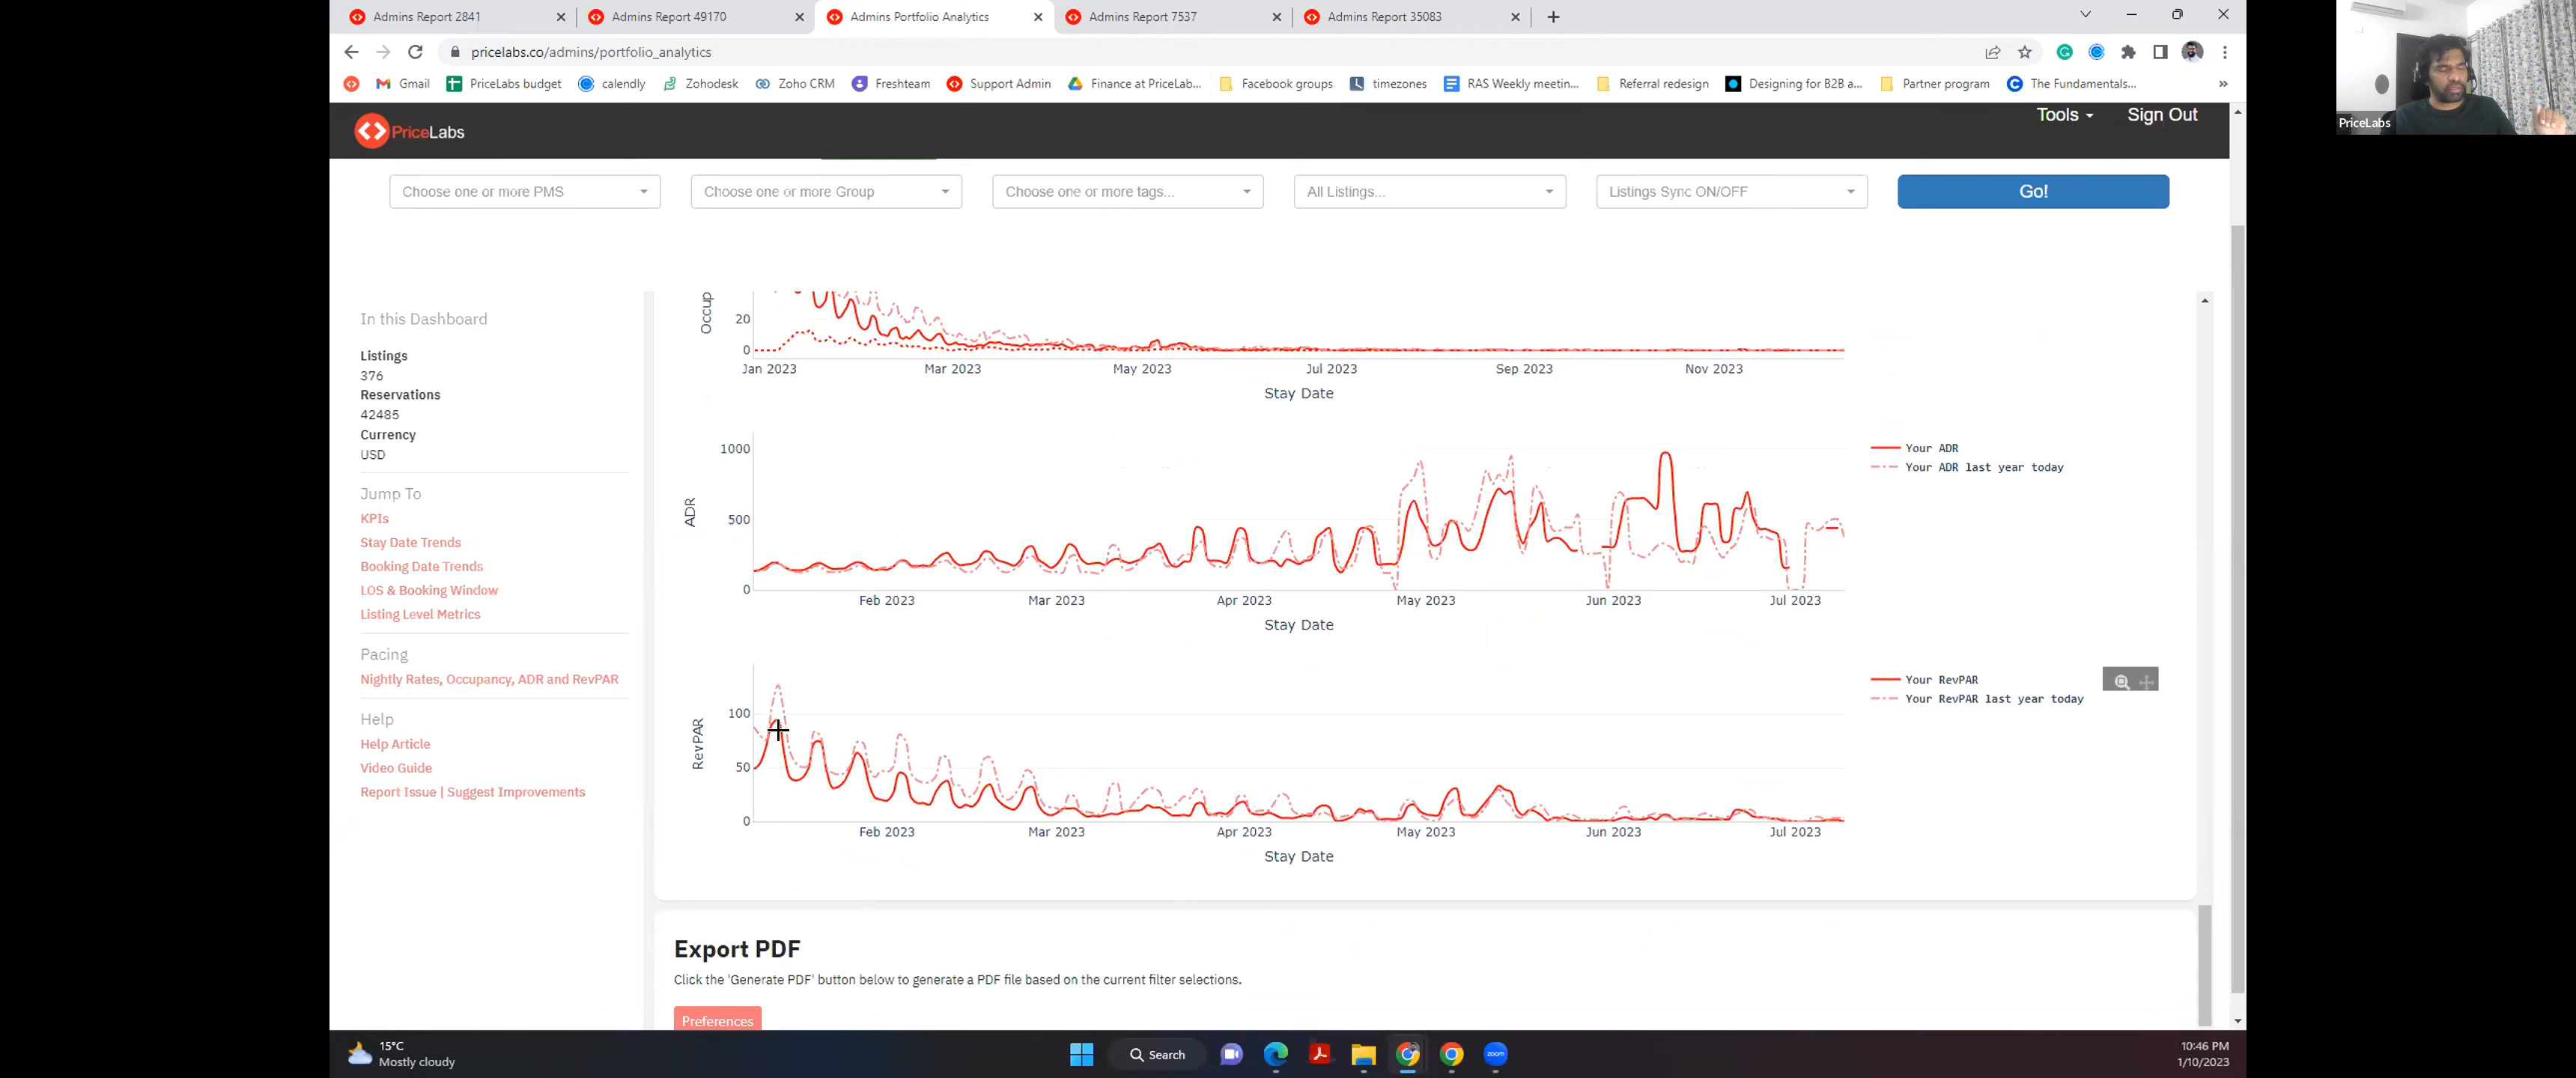 Admins Report 2841
Admins Report 49170
Admins Portfolio Analytics
Admins Report 7537
Admins Report 35083
pricelabs.co/admins/portfolio_analytics
Gmail
PriceLabs budget
calendly
Zohodesk
Zoho CRM
Freshteam
Support Admin
Finance at PriceLab...
Facebook groups
timezones
RAS Weekly meetin...
Referral redesign
Designing for B2B a...
Partner program
The Fundamentals...
»
PriceLabs
PriceLabs
Tools
Sign Out
Choose one or more PMS
Choose one or more Group
Choose one or more tags...
All Listings...
Listings Sync ON/OFF
Go!
In this Dashboard
Listings
376
Reservations
42485
Currency
USD
Jump To
KPIs
Stay Date Trends
Booking Date Trends
LOS & Booking Window
Listing Level Metrics
Pacing
Nightly Rates, Occupancy, ADR and RevPAR
Help
Help Article
Video Guide
Report Issue | Suggest Improvements
Occup
20
0
Jan 2023
Mar 2023
May 2023
Jul 2023
Sep 2023
Nov 2023
Stay Date
ADR
1000
500
0
Your ADR
Your ADR last year today
Feb 2023
Mar 2023
Apr 2023
May 2023
Jun 2023
Jul 2023
Stay Date
RevPAR
100
50
0
Your RevPAR
Your RevPAR last year today
Feb 2023
Mar 2023
Apr 2023
May 2023
Jun 2023
Jul 2023
Stay Date
Export PDF
Click the 'Generate PDF' button below to generate a PDF file based on the current filter selections.
Preferences
15°C
Mostly cloudy
Search
zoom
10:46 PM
1/10/2023